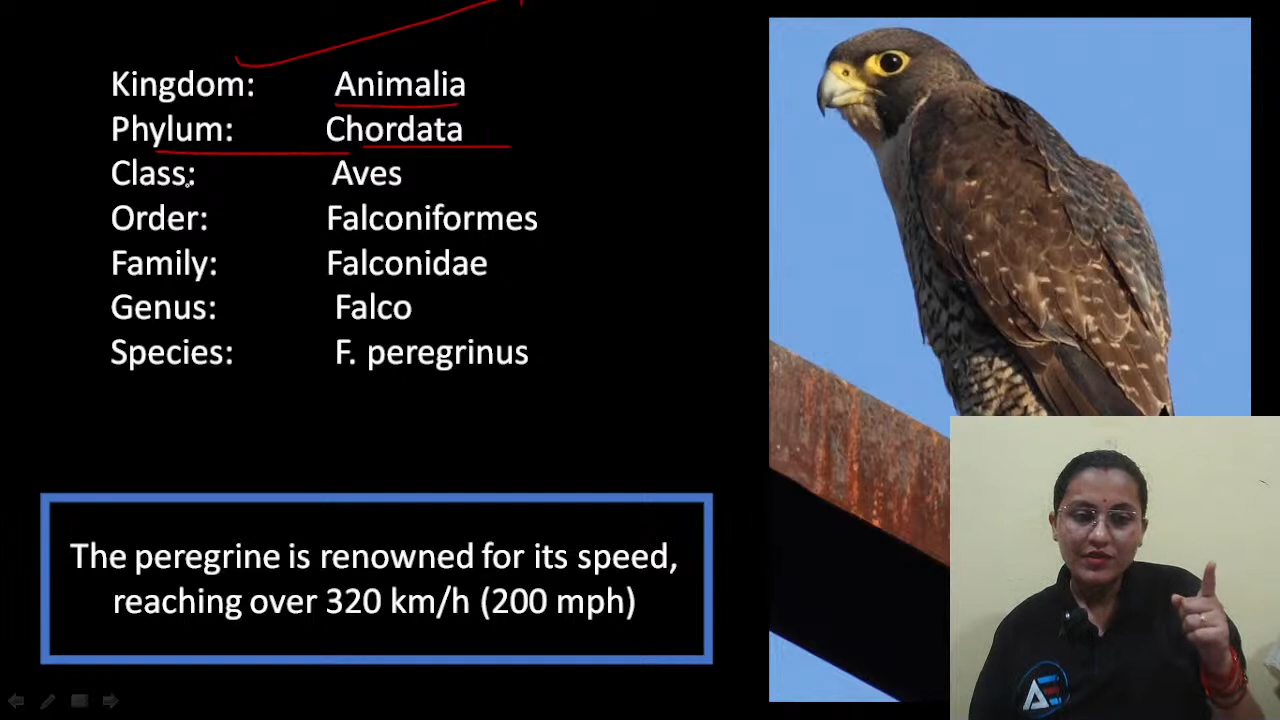 Kingdom: Animalia
Phylum: Chordata
Class: Aves
Order: Falconiformes
Family: Falconidae
Genus: Falco
Species: F. peregrinus
The peregrine is renowned for its speed,
reaching over 320 km/h (200 mph)
AE